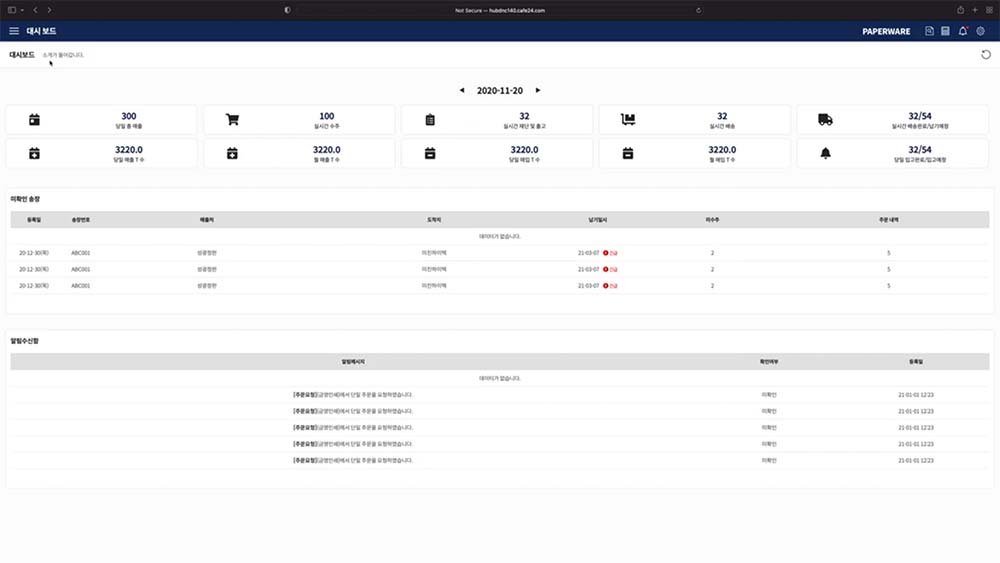 Not Secure — hubdnc140.cafe24.com
대시 보드
PAPERWARE
대시보드 소개가 들어갑니다.
◀ 2020-11-20 ▶
300
당일 총 매출
100
실시간 수주
32
실시간 재단 및 출고
32
실시간 배송
32/54
실시간 배송완료/납기예정
3220.0
당일 매출 T 수
3220.0
월 매출 T 수
3220.0
당일 매입 T 수
3220.0
월 매입 T 수
32/54
당일 입고완료/입고예정
미확인 송장
등록일 송장번호 매출처 도착지 납기일시 미수주 주문 내역
데이터가 없습니다.
20-12-30(목) ABC001 성광정판 미진하이텍 21-03-07 긴급 2 5
20-12-30(목) ABC001 성광정판 미진하이텍 21-03-07 긴급 2 5
20-12-30(목) ABC001 성광정판 미진하이텍 21-03-07 긴급 2 5
알림수신함
알림메시지 확인여부 등록일
데이터가 없습니다.
[주문요청](금영인쇄)에서 단일 주문을 요청하였습니다. 미확인 21-01-01 12:23
[주문요청](금영인쇄)에서 단일 주문을 요청하였습니다. 미확인 21-01-01 12:23
[주문요청](금영인쇄)에서 단일 주문을 요청하였습니다. 미확인 21-01-01 12:23
[주문요청](금영인쇄)에서 단일 주문을 요청하였습니다. 미확인 21-01-01 12:23
[주문요청](금영인쇄)에서 단일 주문을 요청하였습니다. 미확인 21-01-01 12:23